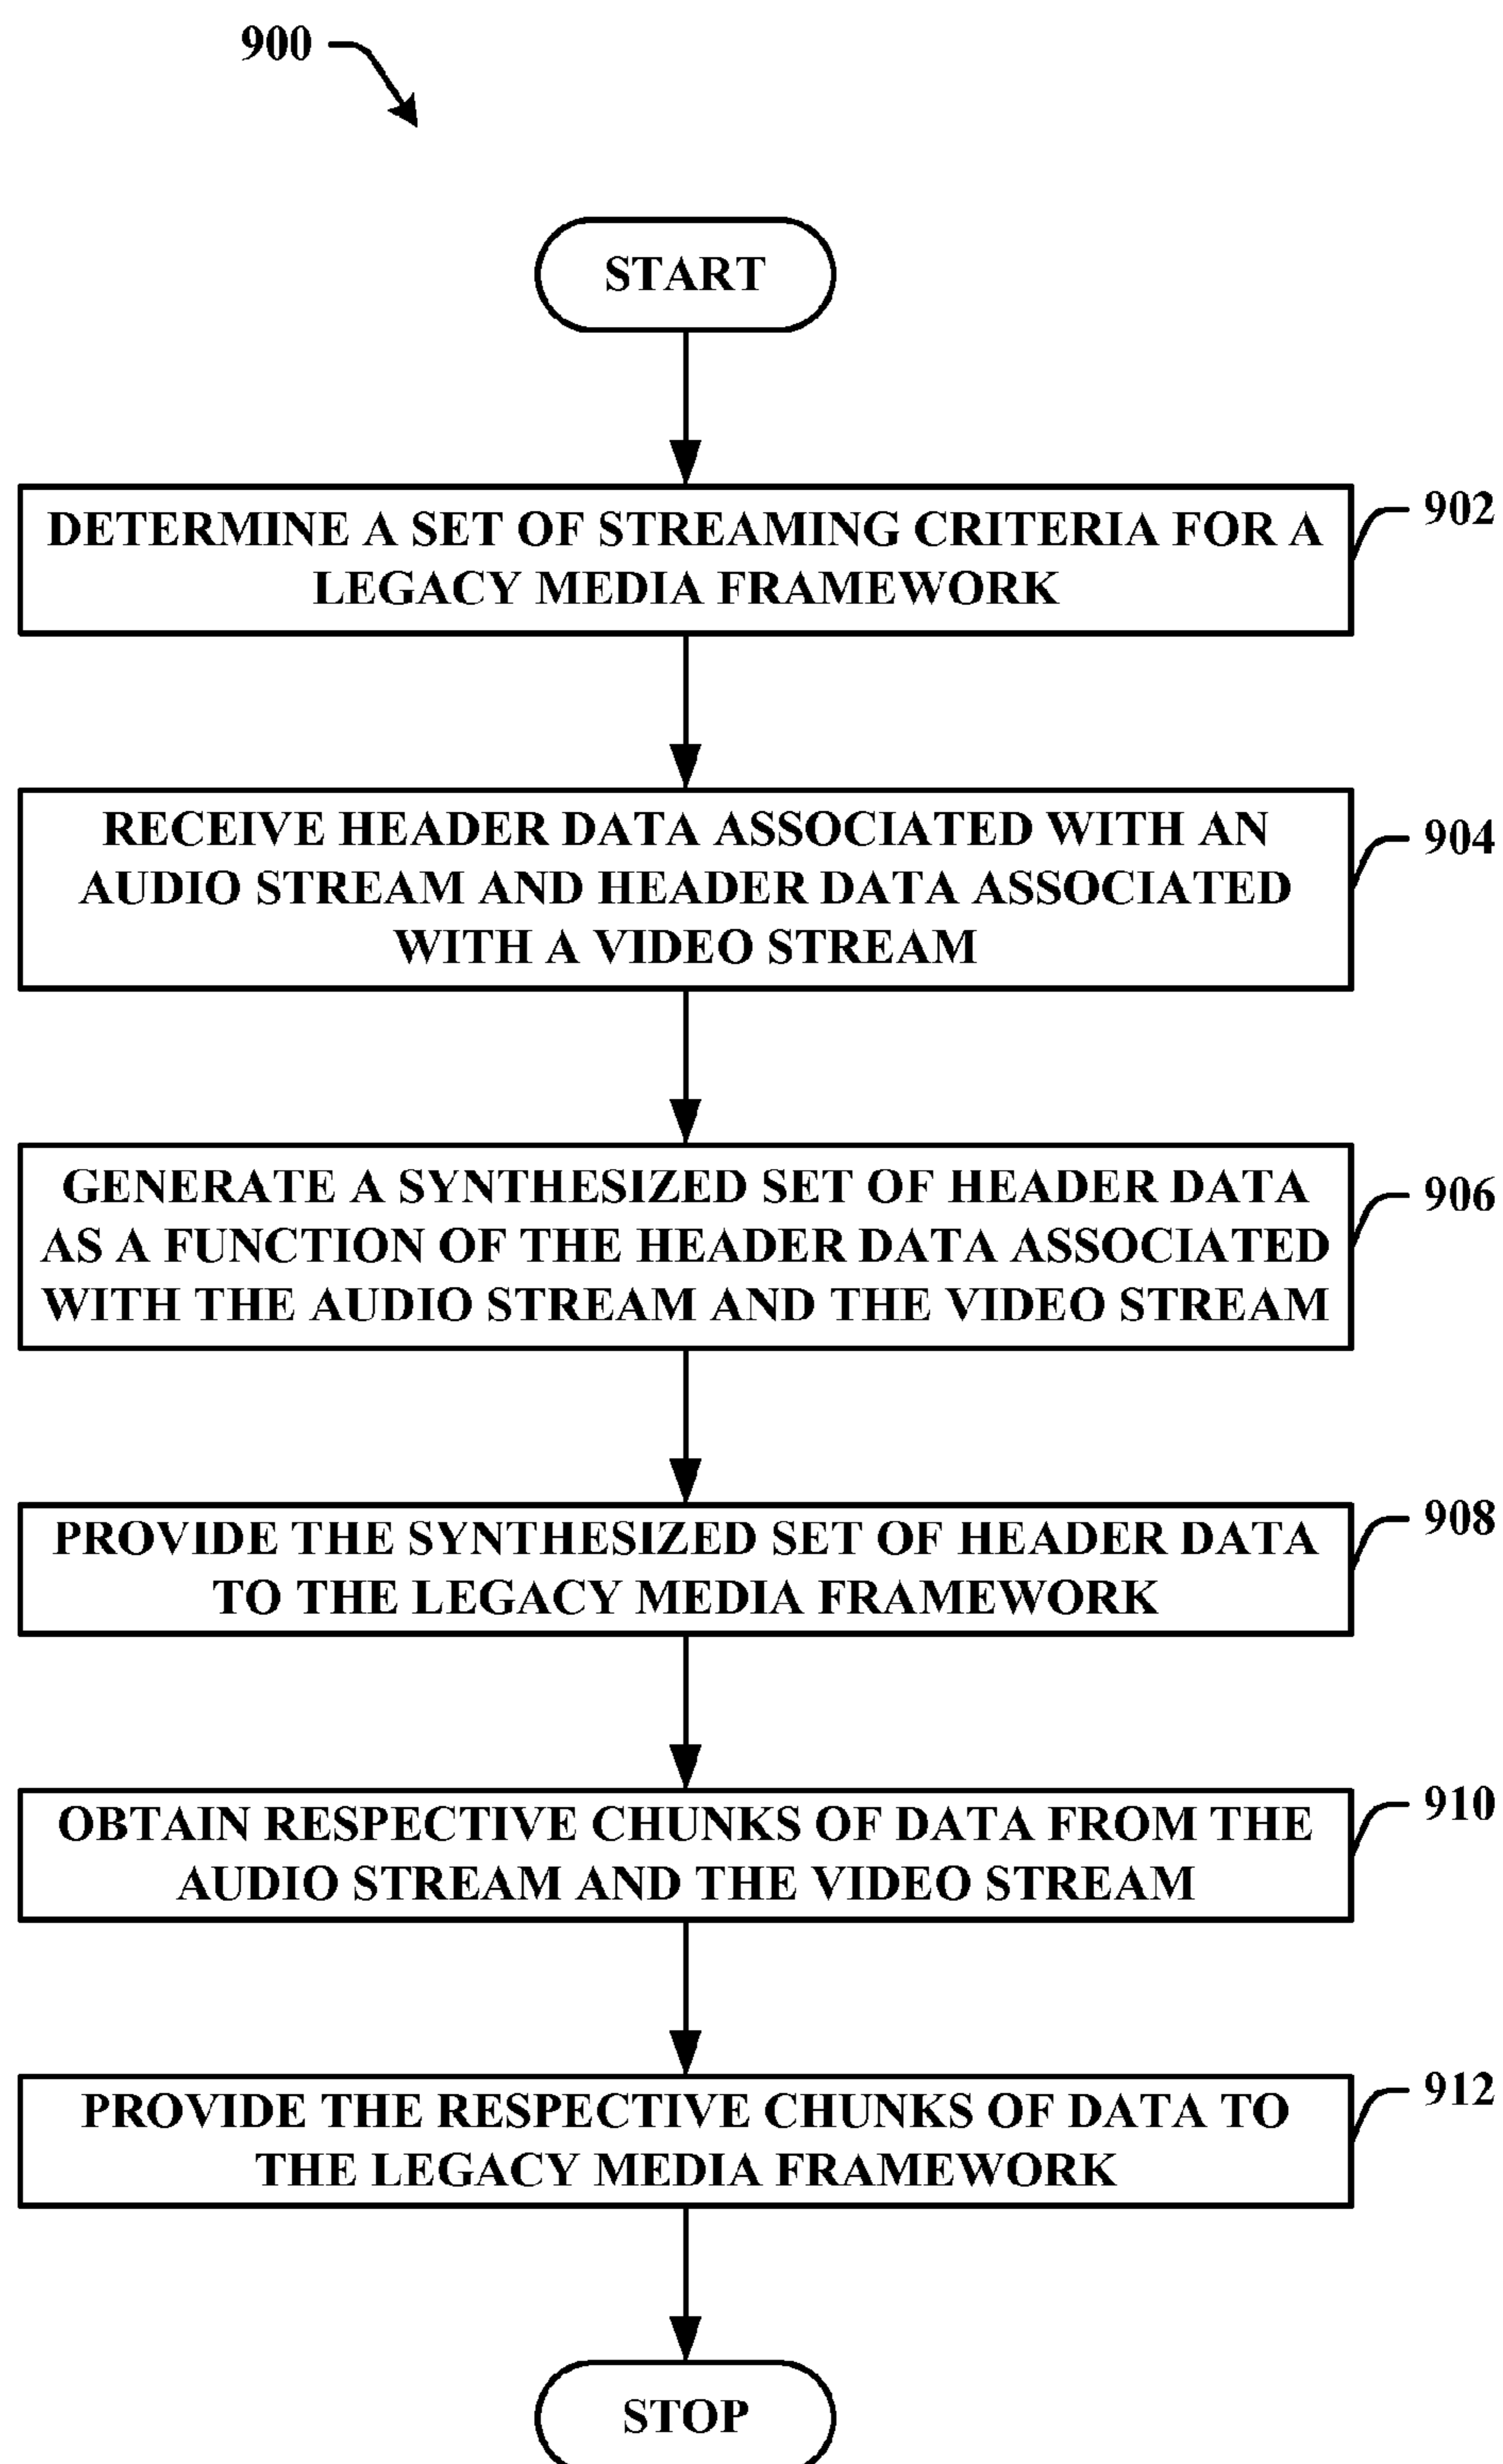 900
START
DETERMINE A SET OF STREAMING CRITERIA FOR A
LEGACY MEDIA FRAMEWORK
902
RECEIVE HEADER DATA ASSOCIATED WITH AN
AUDIO STREAM AND HEADER DATA ASSOCIATED
WITH A VIDEO STREAM
904
GENERATE A SYNTHESIZED SET OF HEADER DATA
AS A FUNCTION OF THE HEADER DATA ASSOCIATED
WITH THE AUDIO STREAM AND THE VIDEO STREAM
906
PROVIDE THE SYNTHESIZED SET OF HEADER DATA
TO THE LEGACY MEDIA FRAMEWORK
908
OBTAIN RESPECTIVE CHUNKS OF DATA FROM THE
AUDIO STREAM AND THE VIDEO STREAM
910
PROVIDE THE RESPECTIVE CHUNKS OF DATA TO
THE LEGACY MEDIA FRAMEWORK
912
STOP